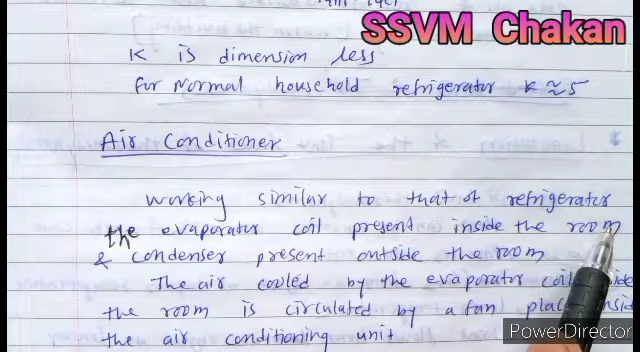 SSVM Chakan
K is dimension less
for Normal household refrigerator K ≈ 5
Air Conditioner
Working similar to that of refrigerator
the evaporator coil present inside the room
& condenser present outside the room
The air cooled by the evaporator coil
the room is circulated by a fan
the air conditioning unit
PowerDirector